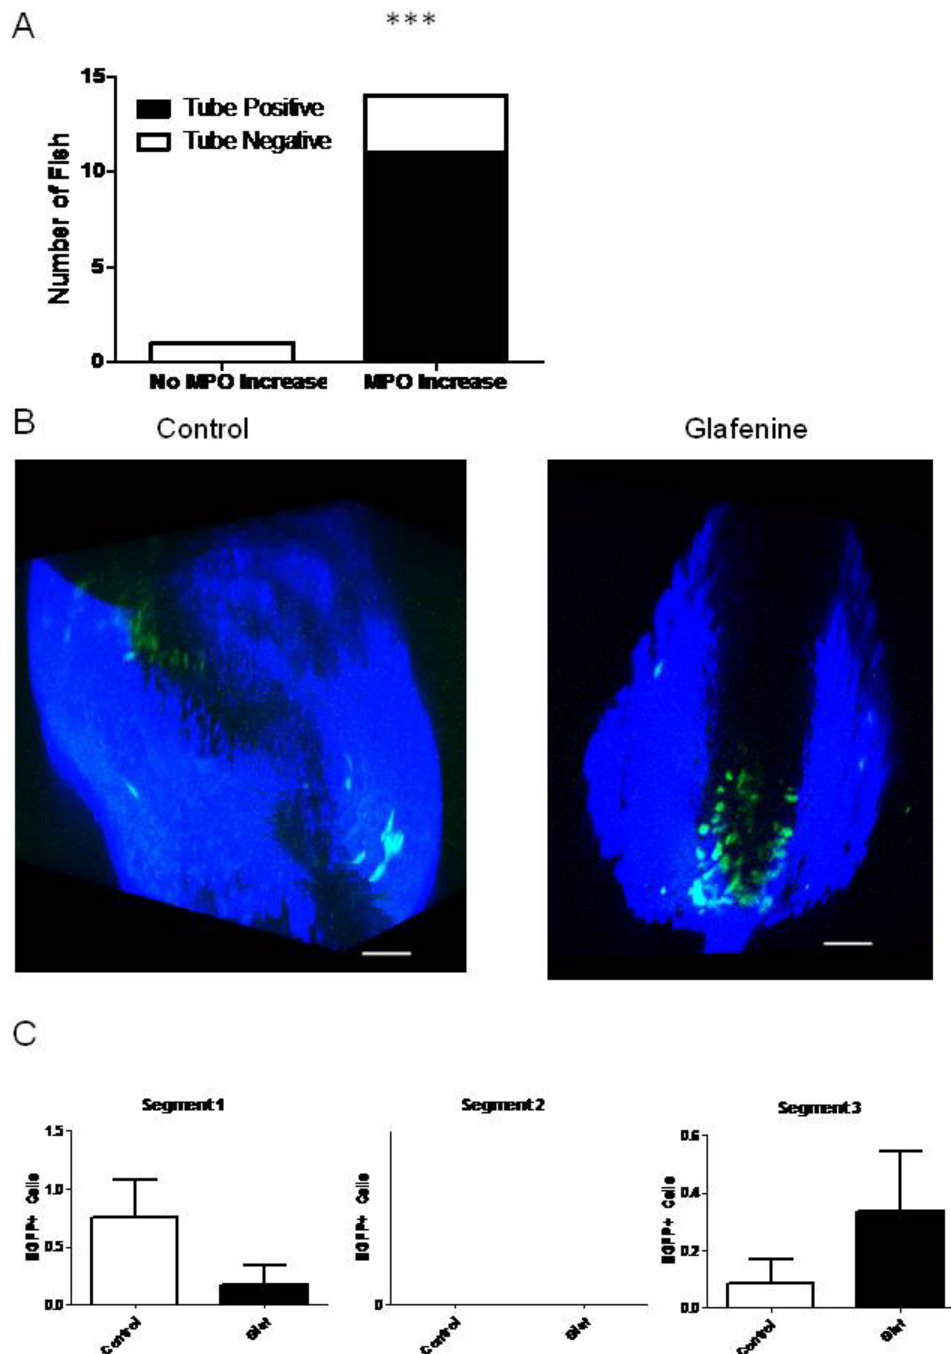 A
***
15
Tube Positive
Tube Negative
10
5
0
Number of Fish
No MPO Increase
MPO Increase
B
Control
Glafenine
C
Segment 1
1.5
1.0
0.5
0.0
EGFP+ Cells
Control
Glaf
Segment 2
0
EGFP+ Cells
Control
Glaf
Segment 3
0.6
0.4
0.2
0.0
EGFP+ Cells
Control
Glaf